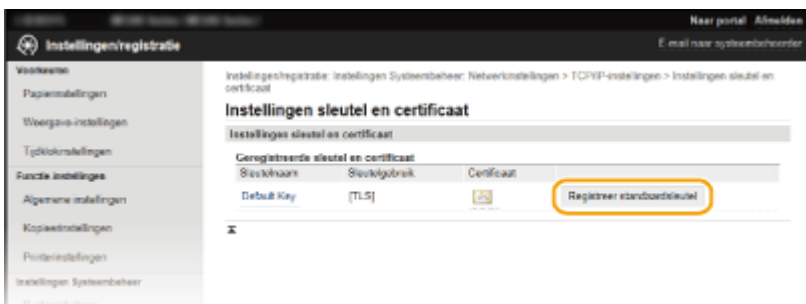 Naar portal Afmelden
Instellingen/registratie
E-mail naar systeembeheerder
Voorkeuren
Papierinstellingen
Weergave-instellingen
Tijdklokinstellingen
Functie instellingen
Algemene instellingen
Kopieerinstellingen
Printerinstellingen
Instellingen Systeembeheer
Instellingen/registratie: Instellingen Systeembeheer: Netwerkinstellingen > TCP/IP-instellingen > Instellingen sleutel en
certificaat
Instellingen sleutel en certificaat
Instellingen sleutel en certificaat
Geregistreerde sleutel en certificaat
Sleutelnaam Sleutelgebruik Certificaat
Default Key [TLS] Registreer standaardsleutel